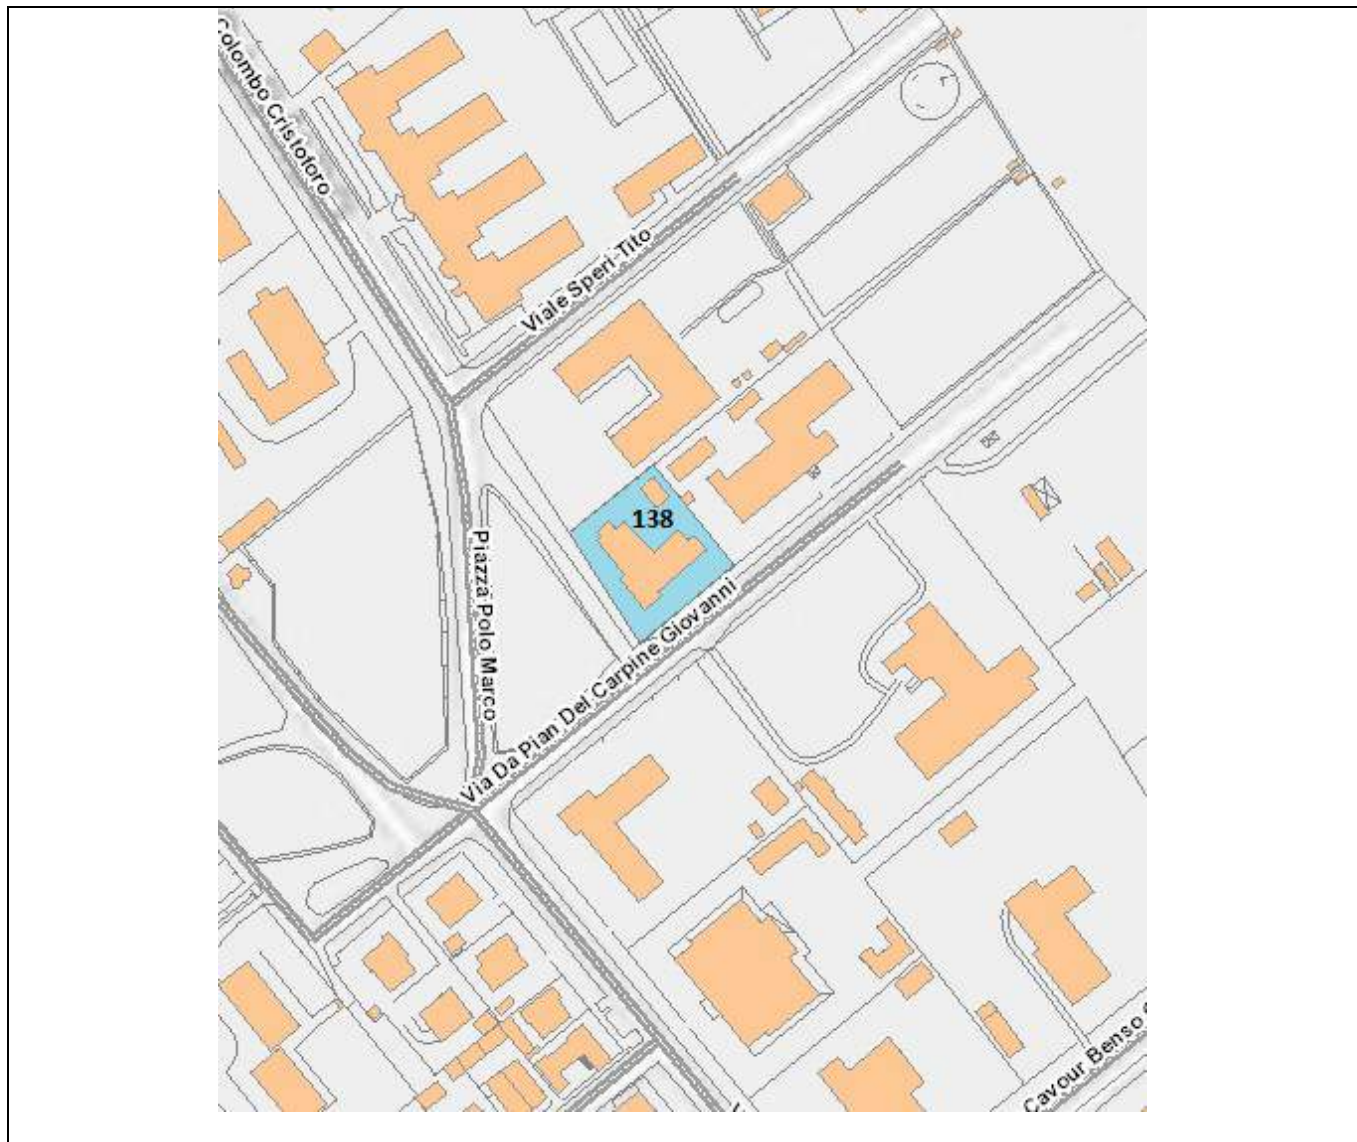 Colombo Cristoforo
Viale Speri Tito
138
Piazza Polo Marco
Via Da Pian Del Carpine Giovanni
Cavour Benso